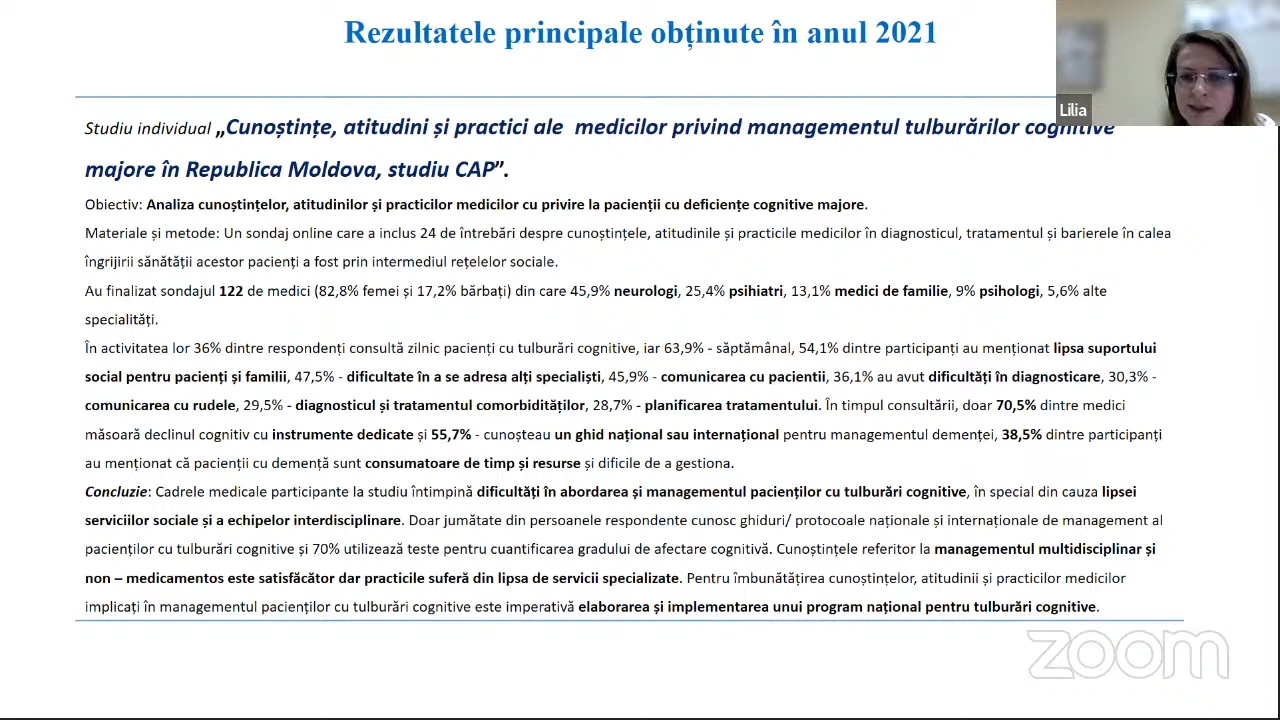 Rezultatele principale obținute în anul 2021
Lilia
Studiu individual „Cunoștințe, atitudini și practici ale medicilor privind managementul tulburărilor cognitive
majore în Republica Moldova, studiu CAP”.
Obiectiv: Analiza cunoștințelor, atitudinilor și practicilor medicilor cu privire la pacienții cu deficiențe cognitive majore.
Materiale și metode: Un sondaj online care a inclus 24 de întrebări despre cunoștințele, atitudinile și practicile medicilor în diagnosticul, tratamentul și barierele în calea
îngrijirii sănătății acestor pacienți a fost prin intermediul rețelelor sociale.
Au finalizat sondajul 122 de medici (82,8% femei și 17,2% bărbați) din care 45,9% neurologi, 25,4% psihiatri, 13,1% medici de familie, 9% psihologi, 5,6% alte
specialități.
În activitatea lor 36% dintre respondenți consultă zilnic pacienți cu tulburări cognitive, iar 63,9% - săptămânal, 54,1% dintre participanți au menționat lipsa suportului
social pentru pacienți și familii, 47,5% - dificultate în a se adresa alți specialiști, 45,9% - comunicarea cu pacientii, 36,1% au avut dificultăți în diagnosticare, 30,3% -
comunicarea cu rudele, 29,5% - diagnosticul și tratamentul comorbidităților, 28,7% - planificarea tratamentului. În timpul consultării, doar 70,5% dintre medici
măsoară declinul cognitiv cu instrumente dedicate și 55,7% - cunoșteau un ghid național sau internațional pentru managementul demenței, 38,5% dintre participanți
au menționat că pacienții cu demență sunt consumatoare de timp și resurse și dificile de a gestiona.
Concluzie: Cadrele medicale participante la studiu întimpină dificultăți în abordarea și managementul pacienților cu tulburări cognitive, în special din cauza lipsei
serviciilor sociale și a echipelor interdisciplinare. Doar jumătate din persoanele respondente cunosc ghiduri/ protocoale naționale și internaționale de management al
pacienților cu tulburări cognitive și 70% utilizează teste pentru cuantificarea gradului de afectare cognitivă. Cunoștințele referitor la managementul multidisciplinar și
non – medicamentos este satisfăcător dar practicile suferă din lipsa de servicii specializate. Pentru îmbunătățirea cunoștințelor, atitudinii și practicilor medicilor
implicați în managementul pacienților cu tulburări cognitive este imperativă elaborarea și implementarea unui program național pentru tulburări cognitive.
zoom